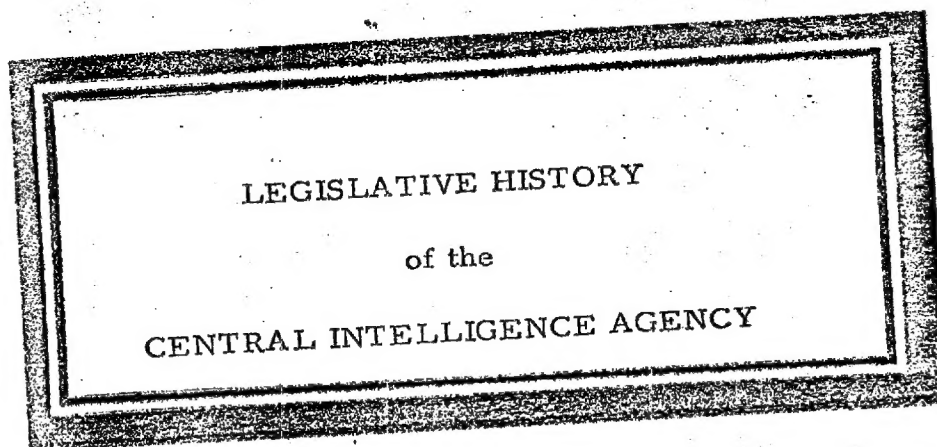 LEGISLATIVE HISTORY
of the
CENTRAL INTELLIGENCE AGENCY